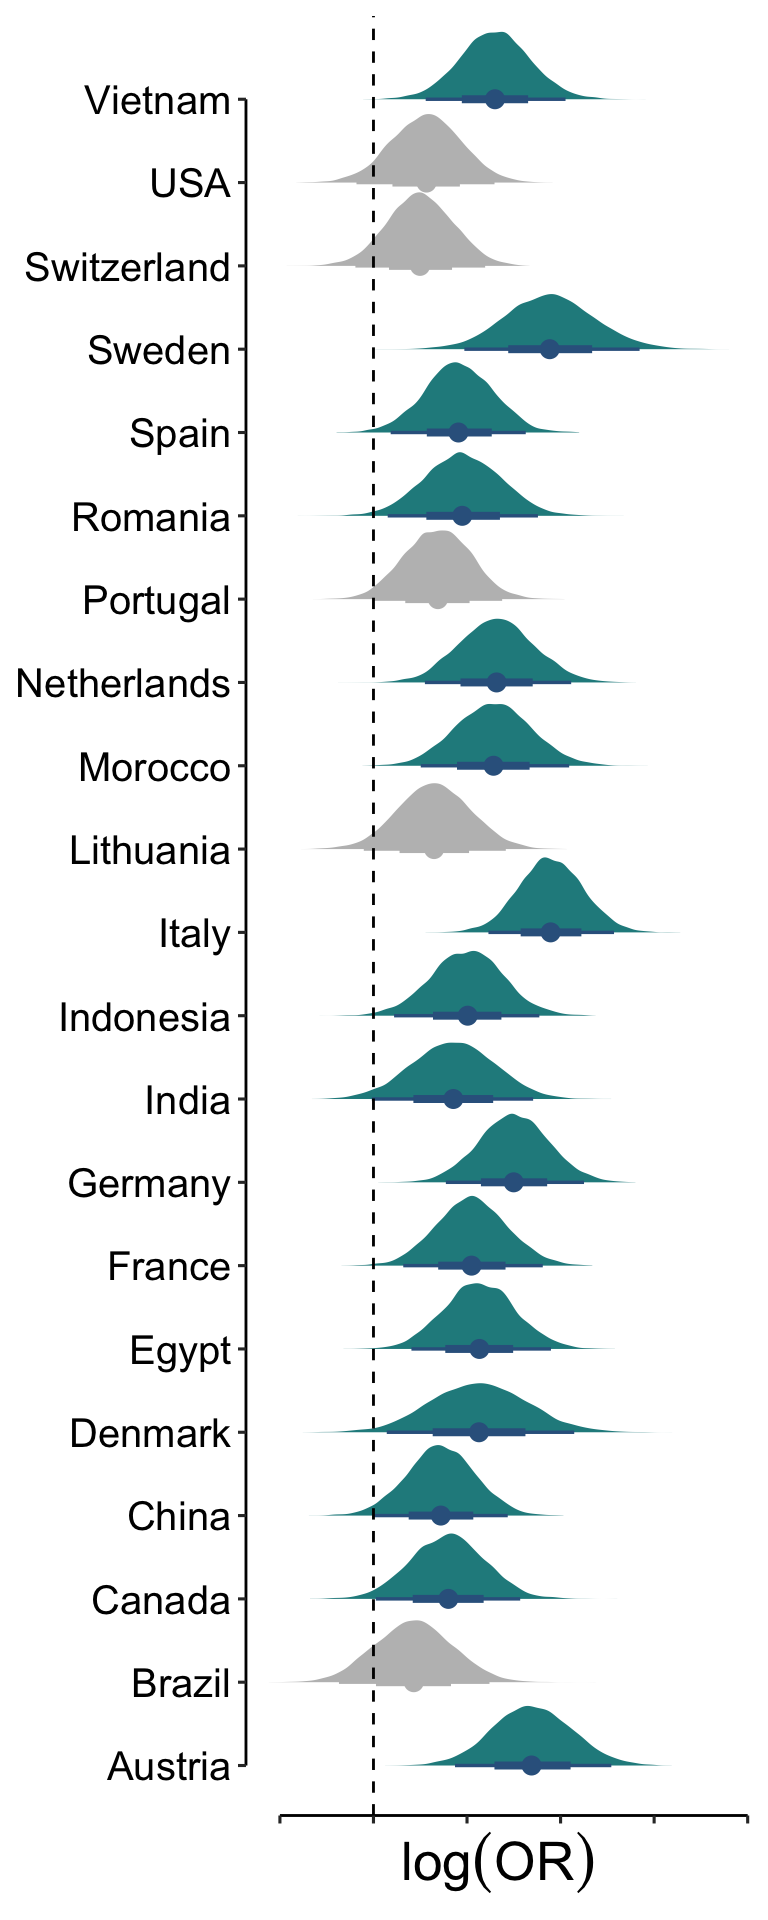 Vietnam
USA
Switzerland
Sweden
Spain
Romania
Portugal
Netherlands
Morocco
Lithuania
Italy
Indonesia
India
Germany
France
Egypt
Denmark
China
Canada
Brazil
Austria
log(OR)